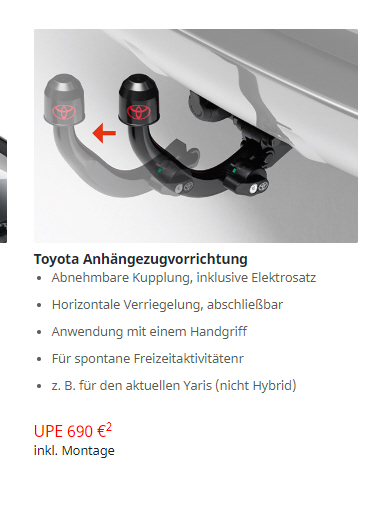 Toyota Anhängezugvorrichtung
• Abnehmbare Kupplung, inklusive Elektrosatz
• Horizontale Verriegelung, abschließbar
• Anwendung mit einem Handgriff
• Für spontane Freizeitaktivitätenr
• z. B. für den aktuellen Yaris (nicht Hybrid)
UPE 690 €²
inkl. Montage